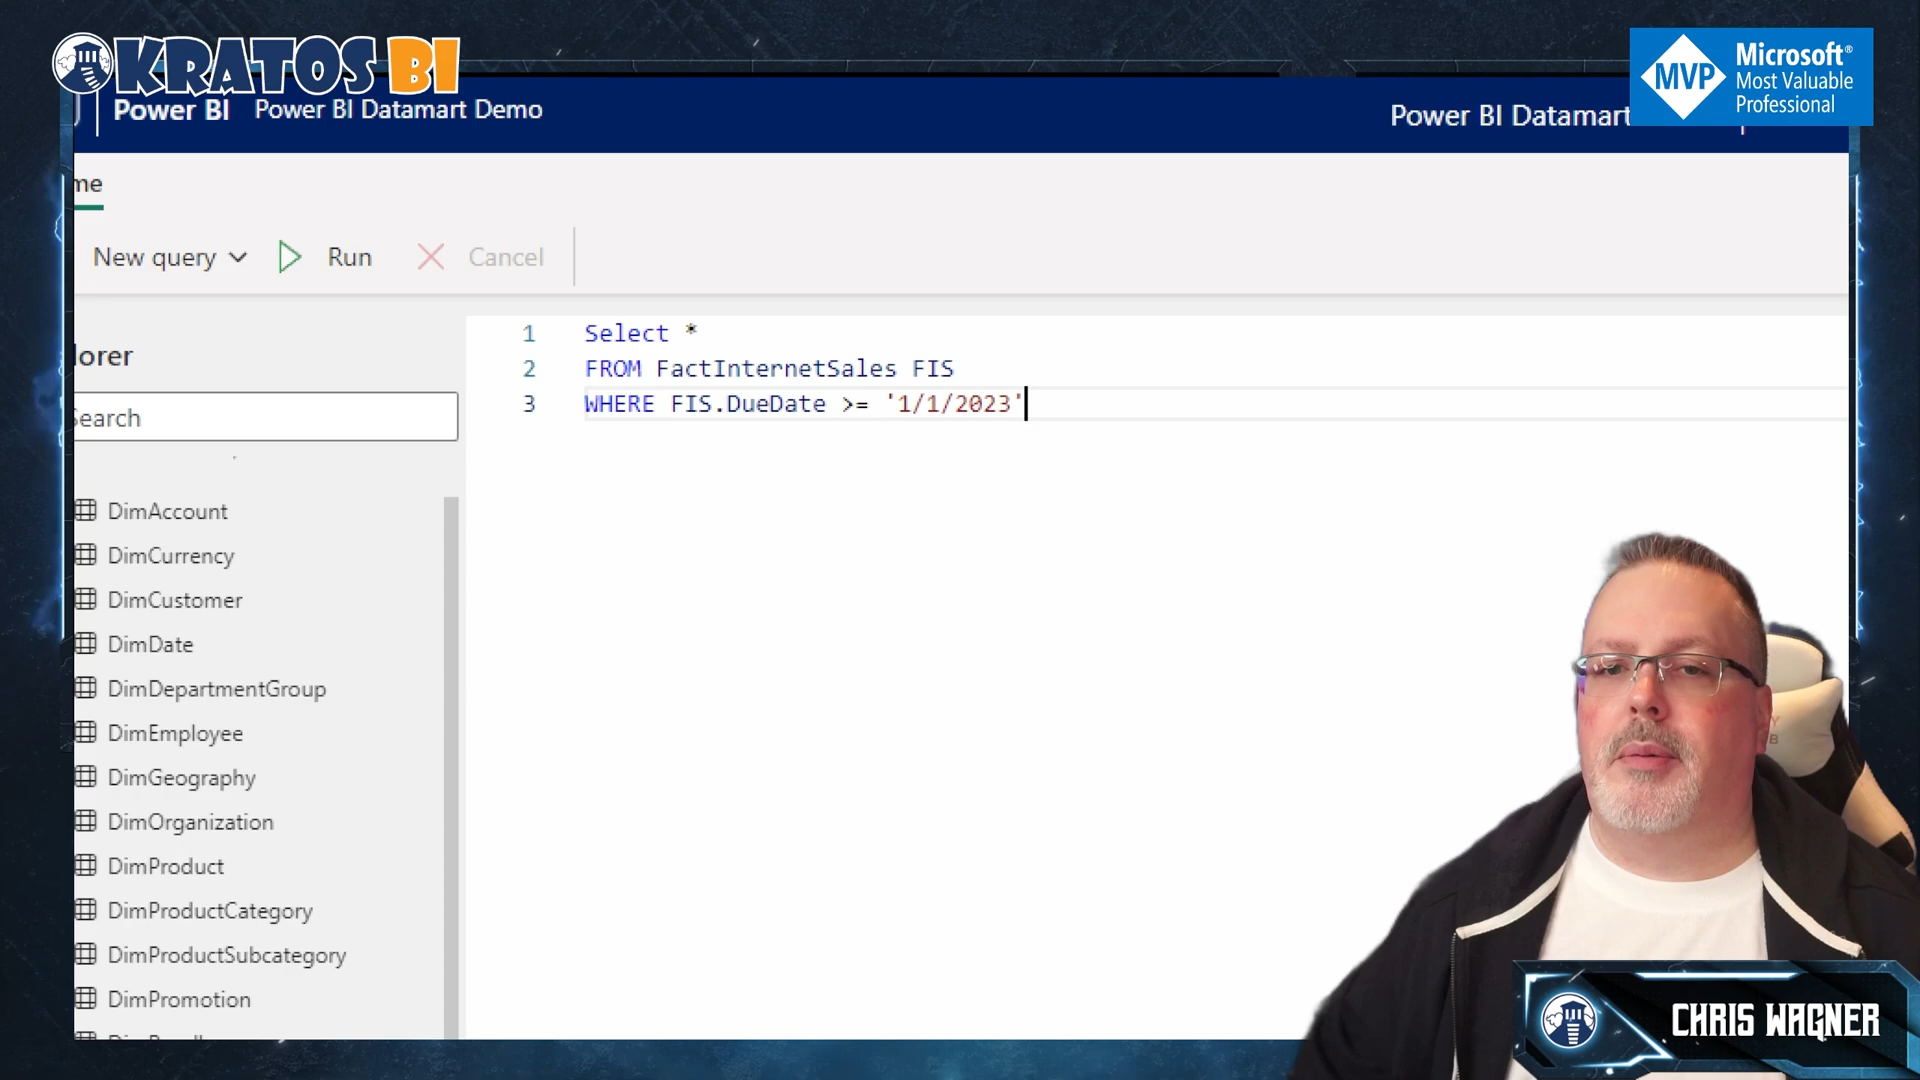 KRATOS BI
MVP
Microsoft®
Most Valuable
Professional
Power BI
Power BI Datamart Demo
Power BI Datamart
me
New query
Run
Cancel
lorer
Search
1 Select *
2 FROM FactInternetSales FIS
3 WHERE FIS.DueDate >= '1/1/2023'
DimAccount
DimCurrency
DimCustomer
DimDate
DimDepartmentGroup
DimEmployee
DimGeography
DimOrganization
DimProduct
DimProductCategory
DimProductSubcategory
DimPromotion
CHRIS WAGNER